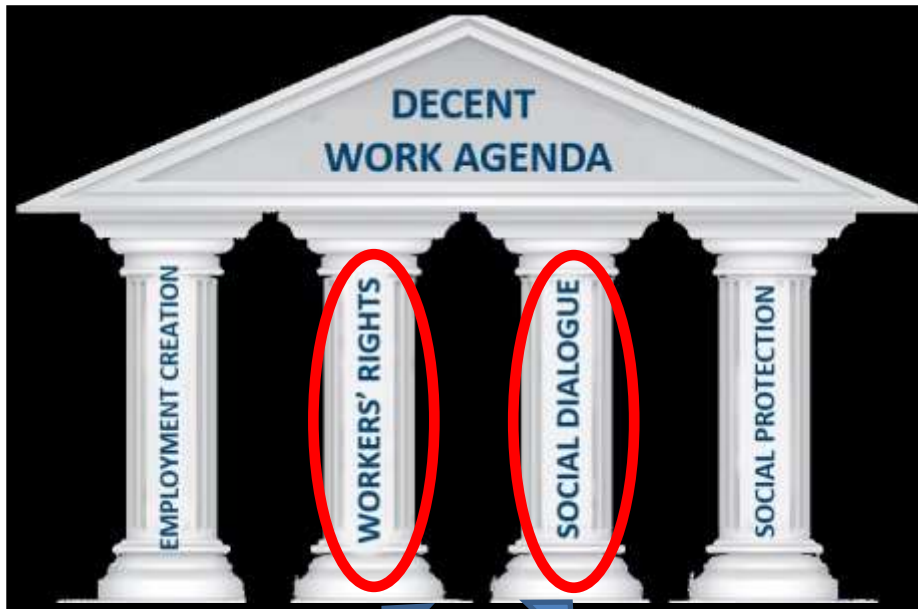 DECENT
WORK AGENDA
EMPLOYMENT CREATION
WORKERS' RIGHTS
SOCIAL DIALOGUE
SOCIAL PROTECTION